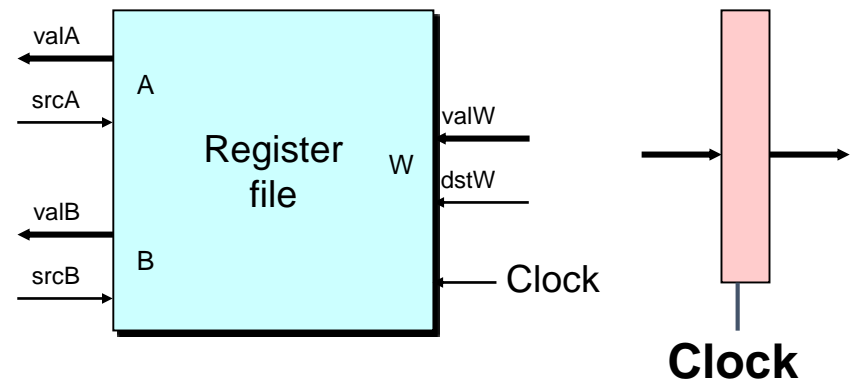 valA
srcA
A
Register
file
valW
W
dstW
valB
srcB
B
Clock
Clock